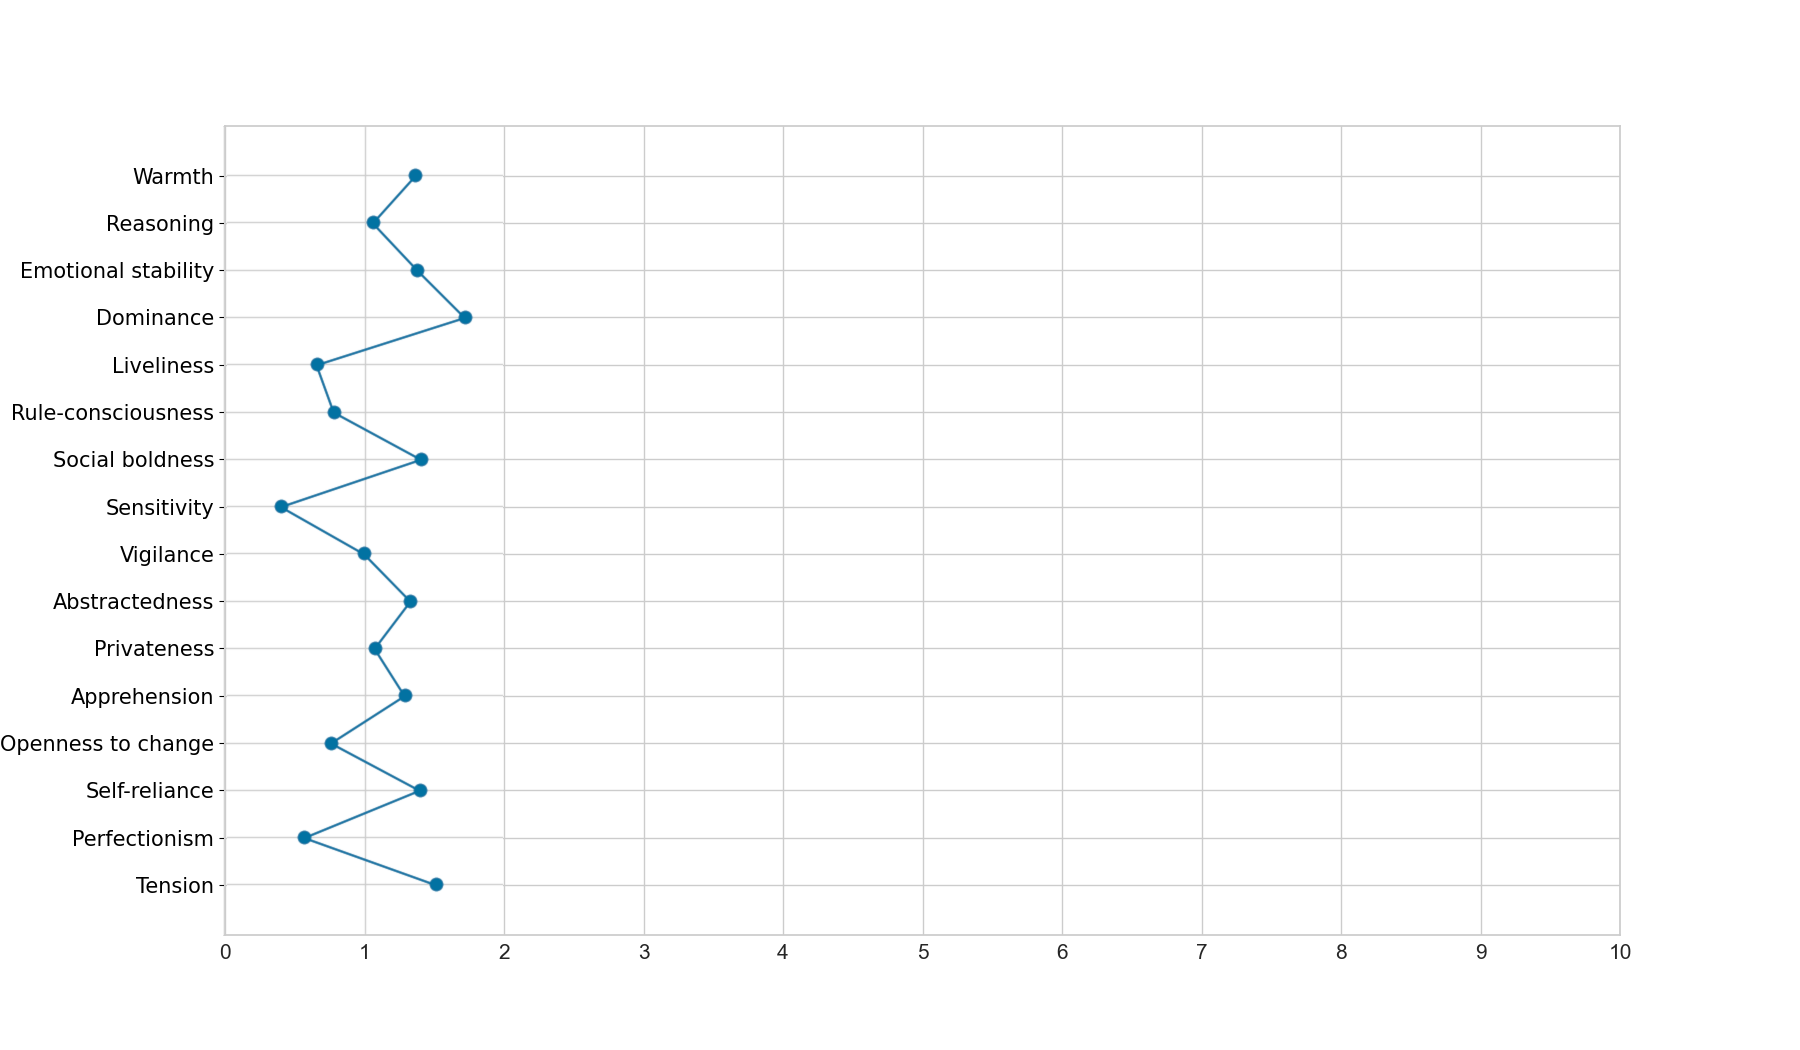 Warmth
Reasoning
Emotional stability
Dominance
Liveliness
Rule-consciousness
Social boldness
Sensitivity
Vigilance
Abstractedness
Privateness
Apprehension
Openness to change
Self-reliance
Perfectionism
Tension
0 1 2 3 4 5 6 7 8 9 10